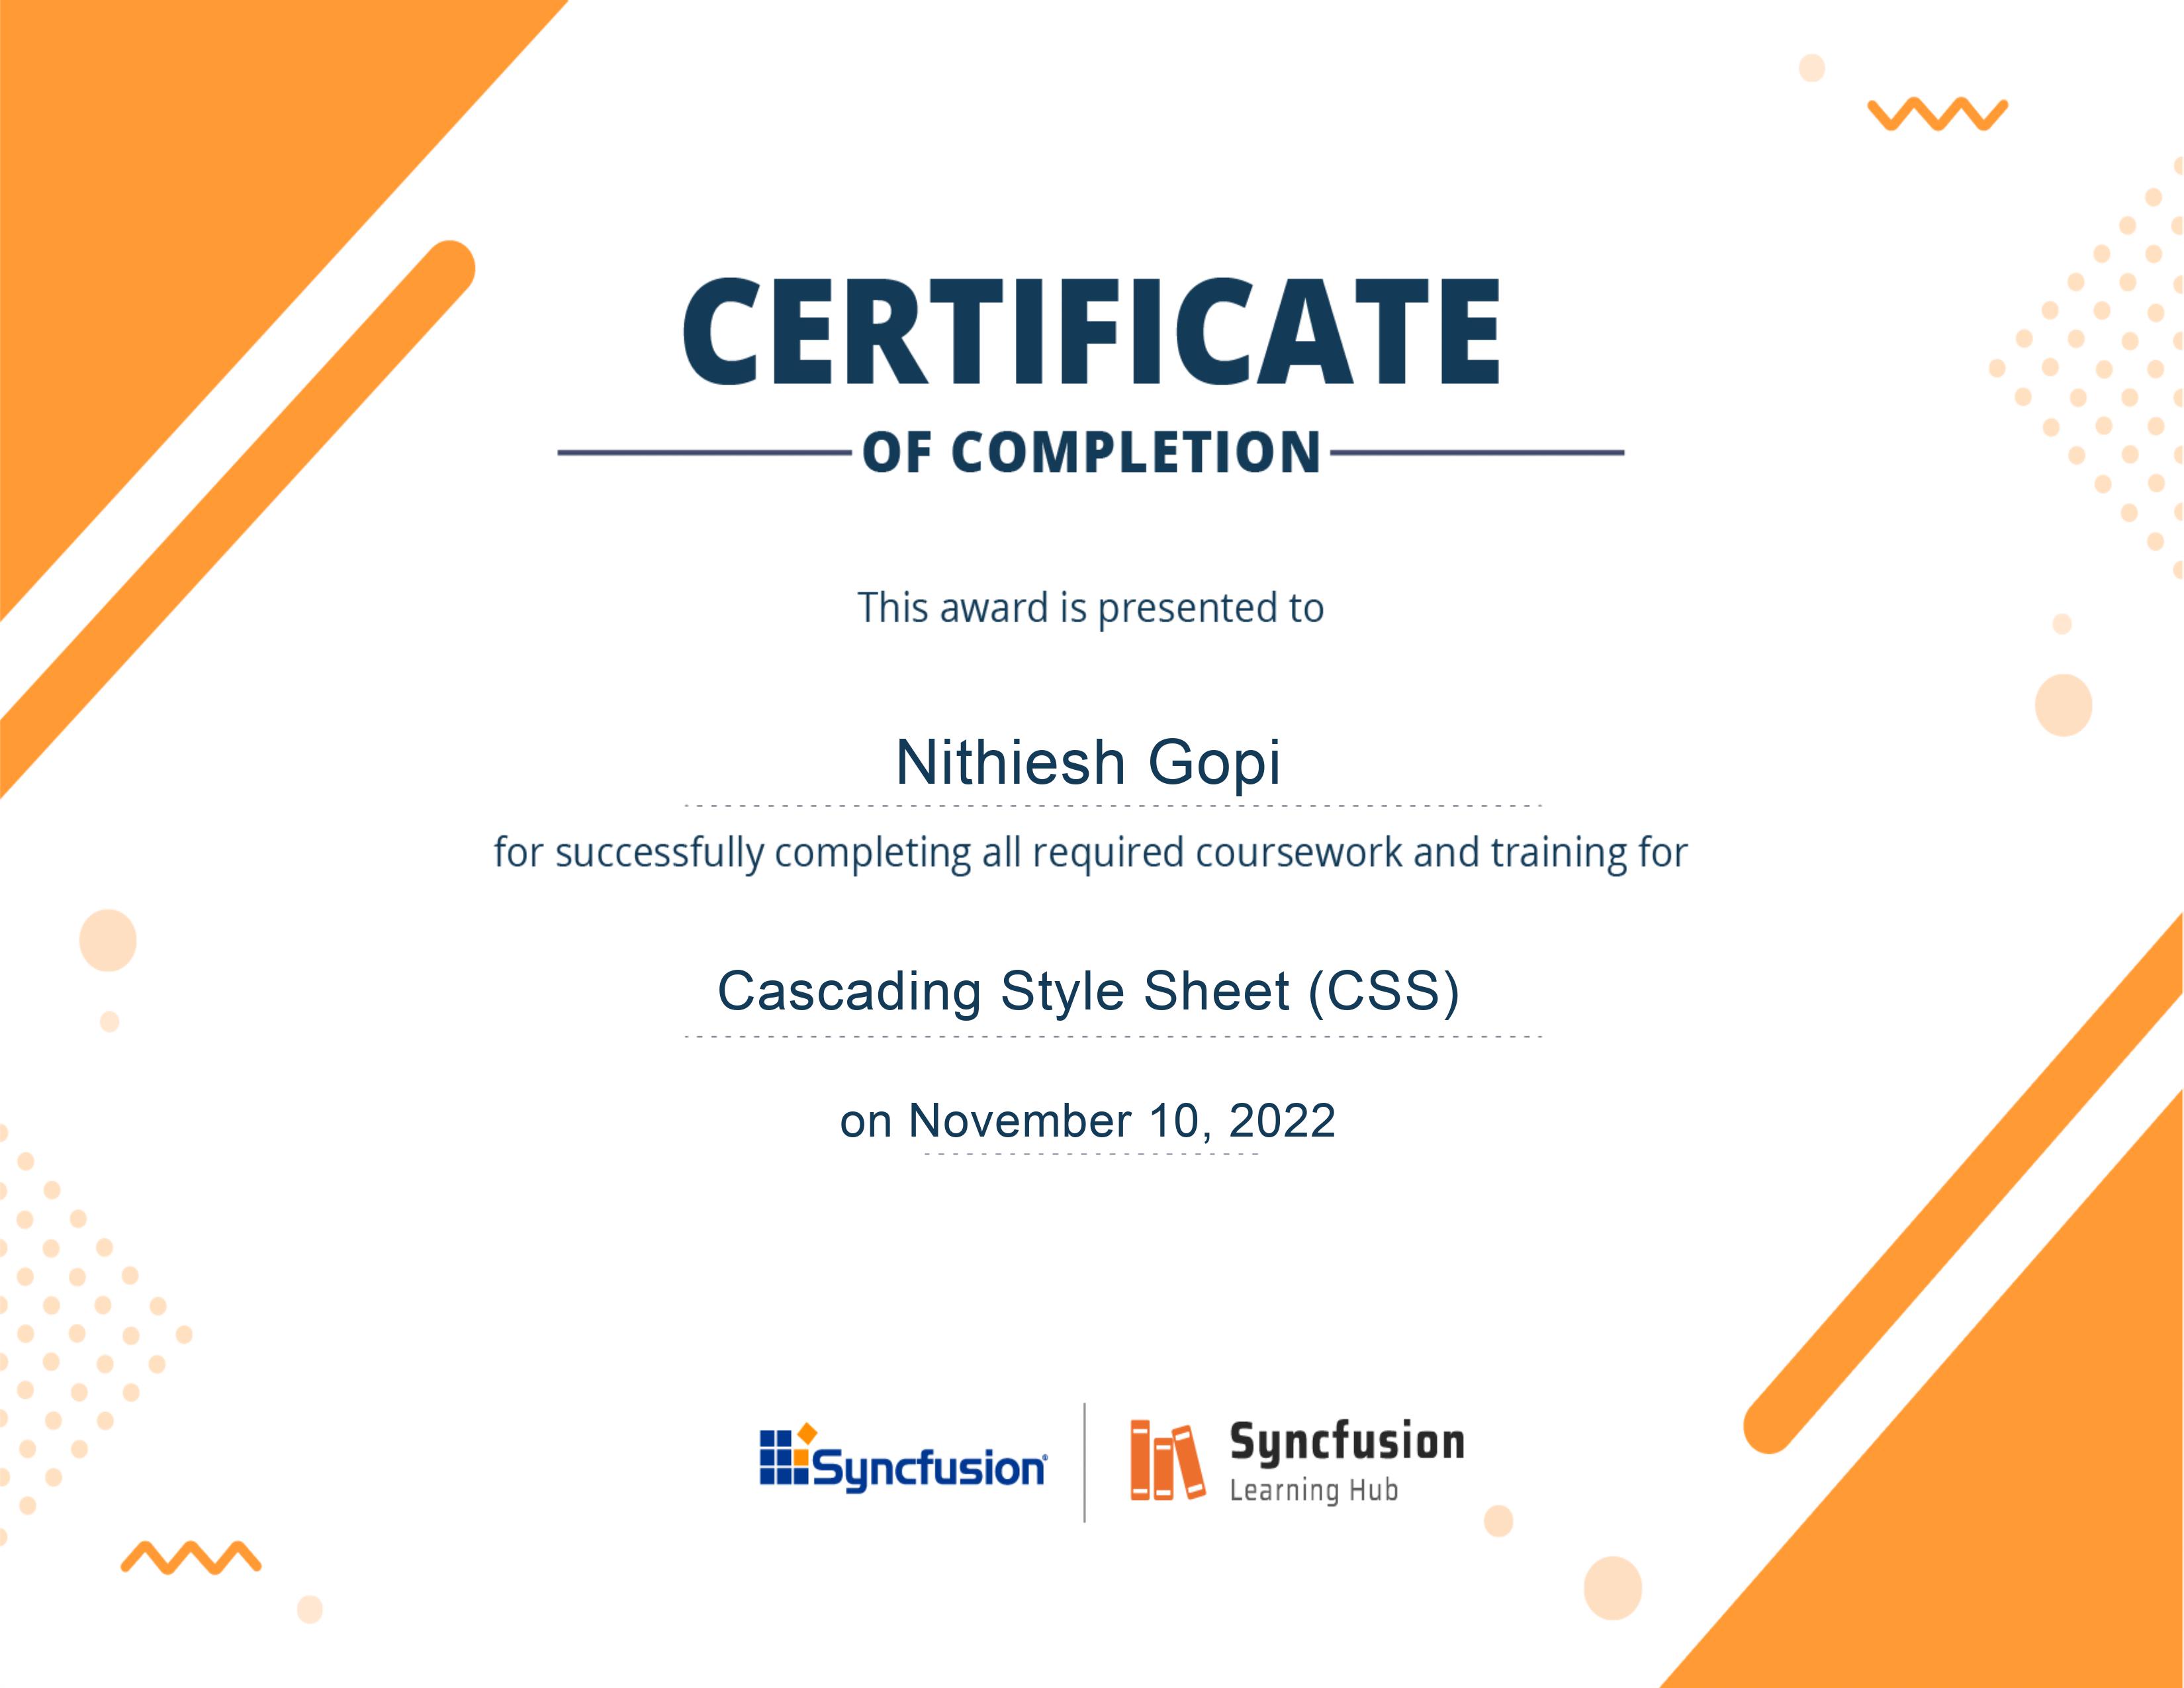 CERTIFICATE
OF COMPLETION
This award is presented to
Nithiesh Gopi
for successfully completing all required coursework and training for
Cascading Style Sheet (CSS)
on November 10, 2022
Syncfusion®
Syncfusion
Learning Hub